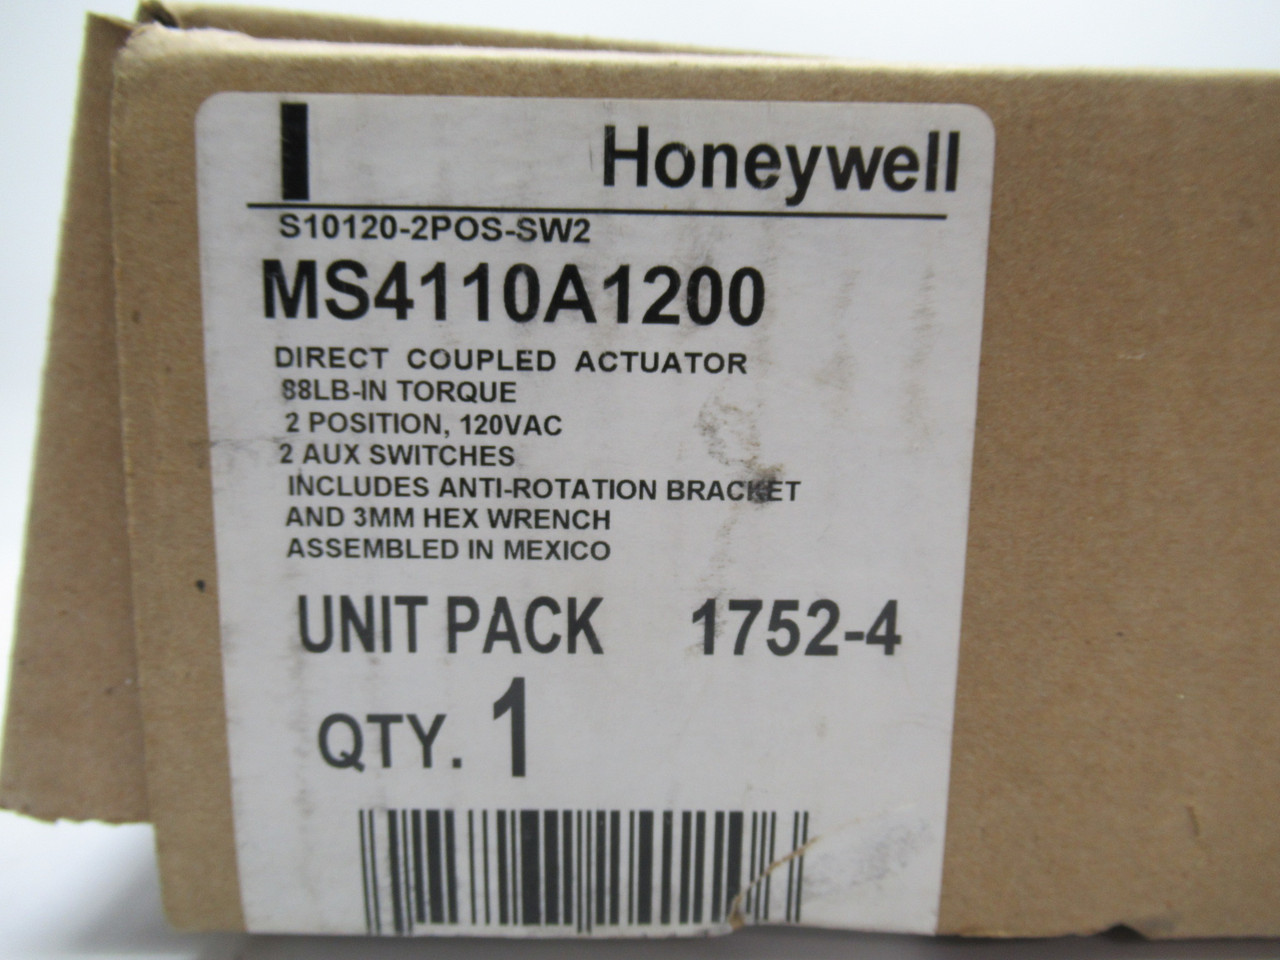 Honeywell
S10120-2POS-SW2
MS4110A1200
DIRECT COUPLED ACTUATOR
88LB-IN TORQUE
2 POSITION, 120VAC
2 AUX SWITCHES
INCLUDES ANTI-ROTATION BRACKET
AND 3MM HEX WRENCH
ASSEMBLED IN MEXICO
UNIT PACK 1752-4
QTY. 1